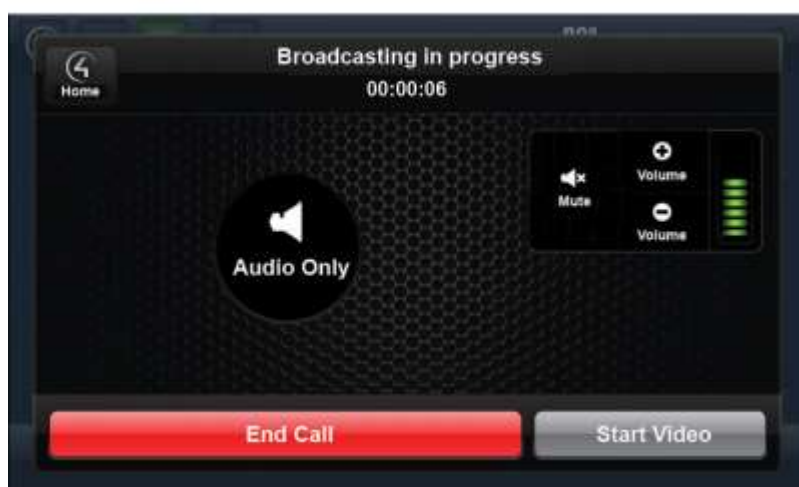 Broadcasting in progress
00:00:06
Home
Volume
Mute
Volume
Audio Only
End Call
Start Video